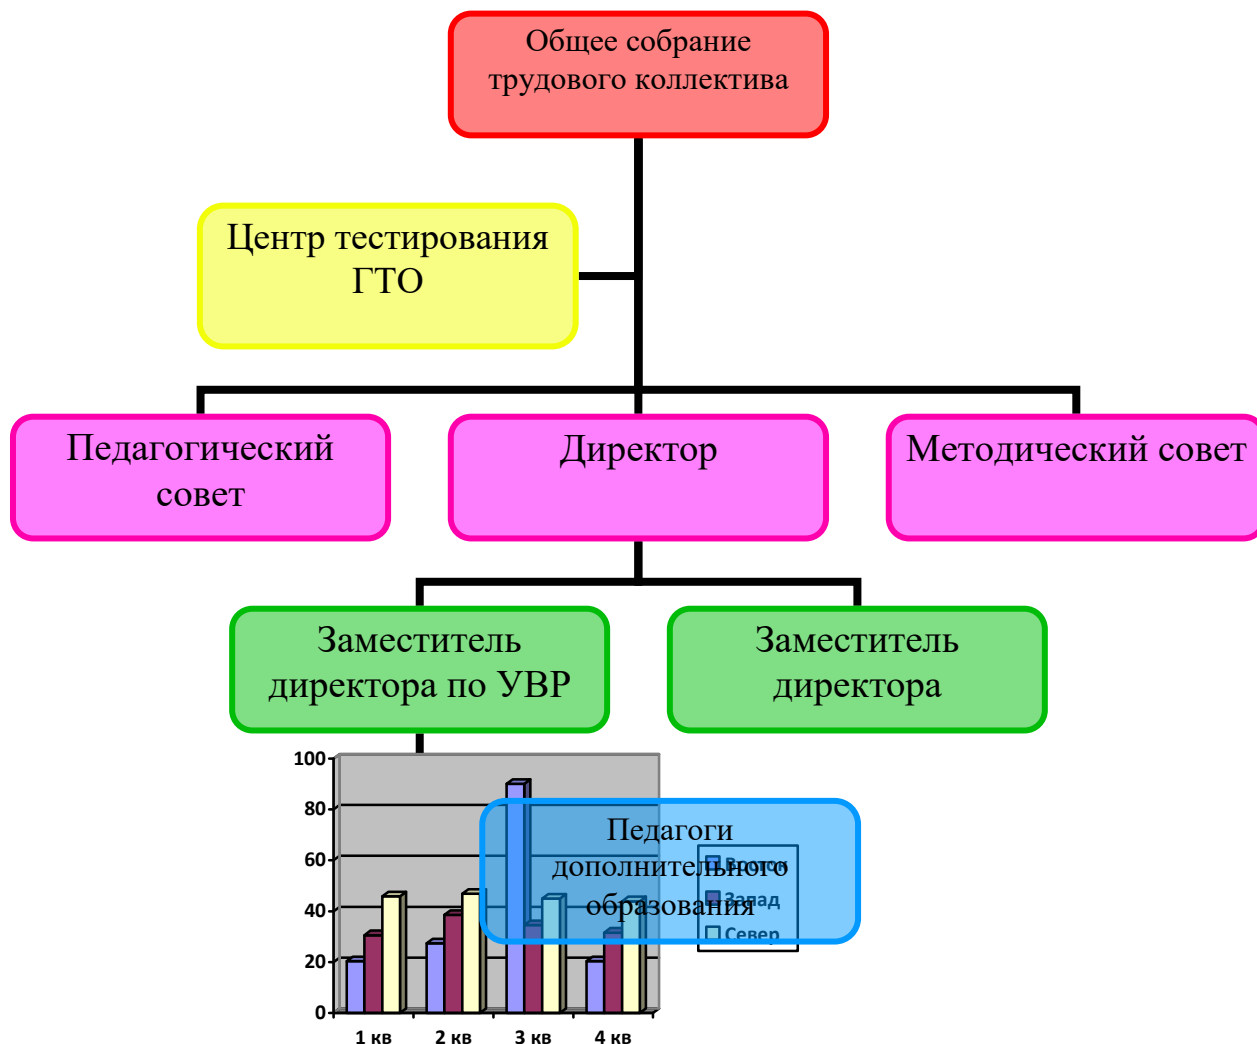 Общее собрание
трудового коллектива
Центр тестирования
ГТО
Педагогический
совет
Директор
Методический совет
Заместитель
директора по УВР
Заместитель
директора
100
80
60
40
20
0
1 кв
2 кв
3 кв
4 кв
Педагоги
дополнительного
образования
Восток
Запад
Север